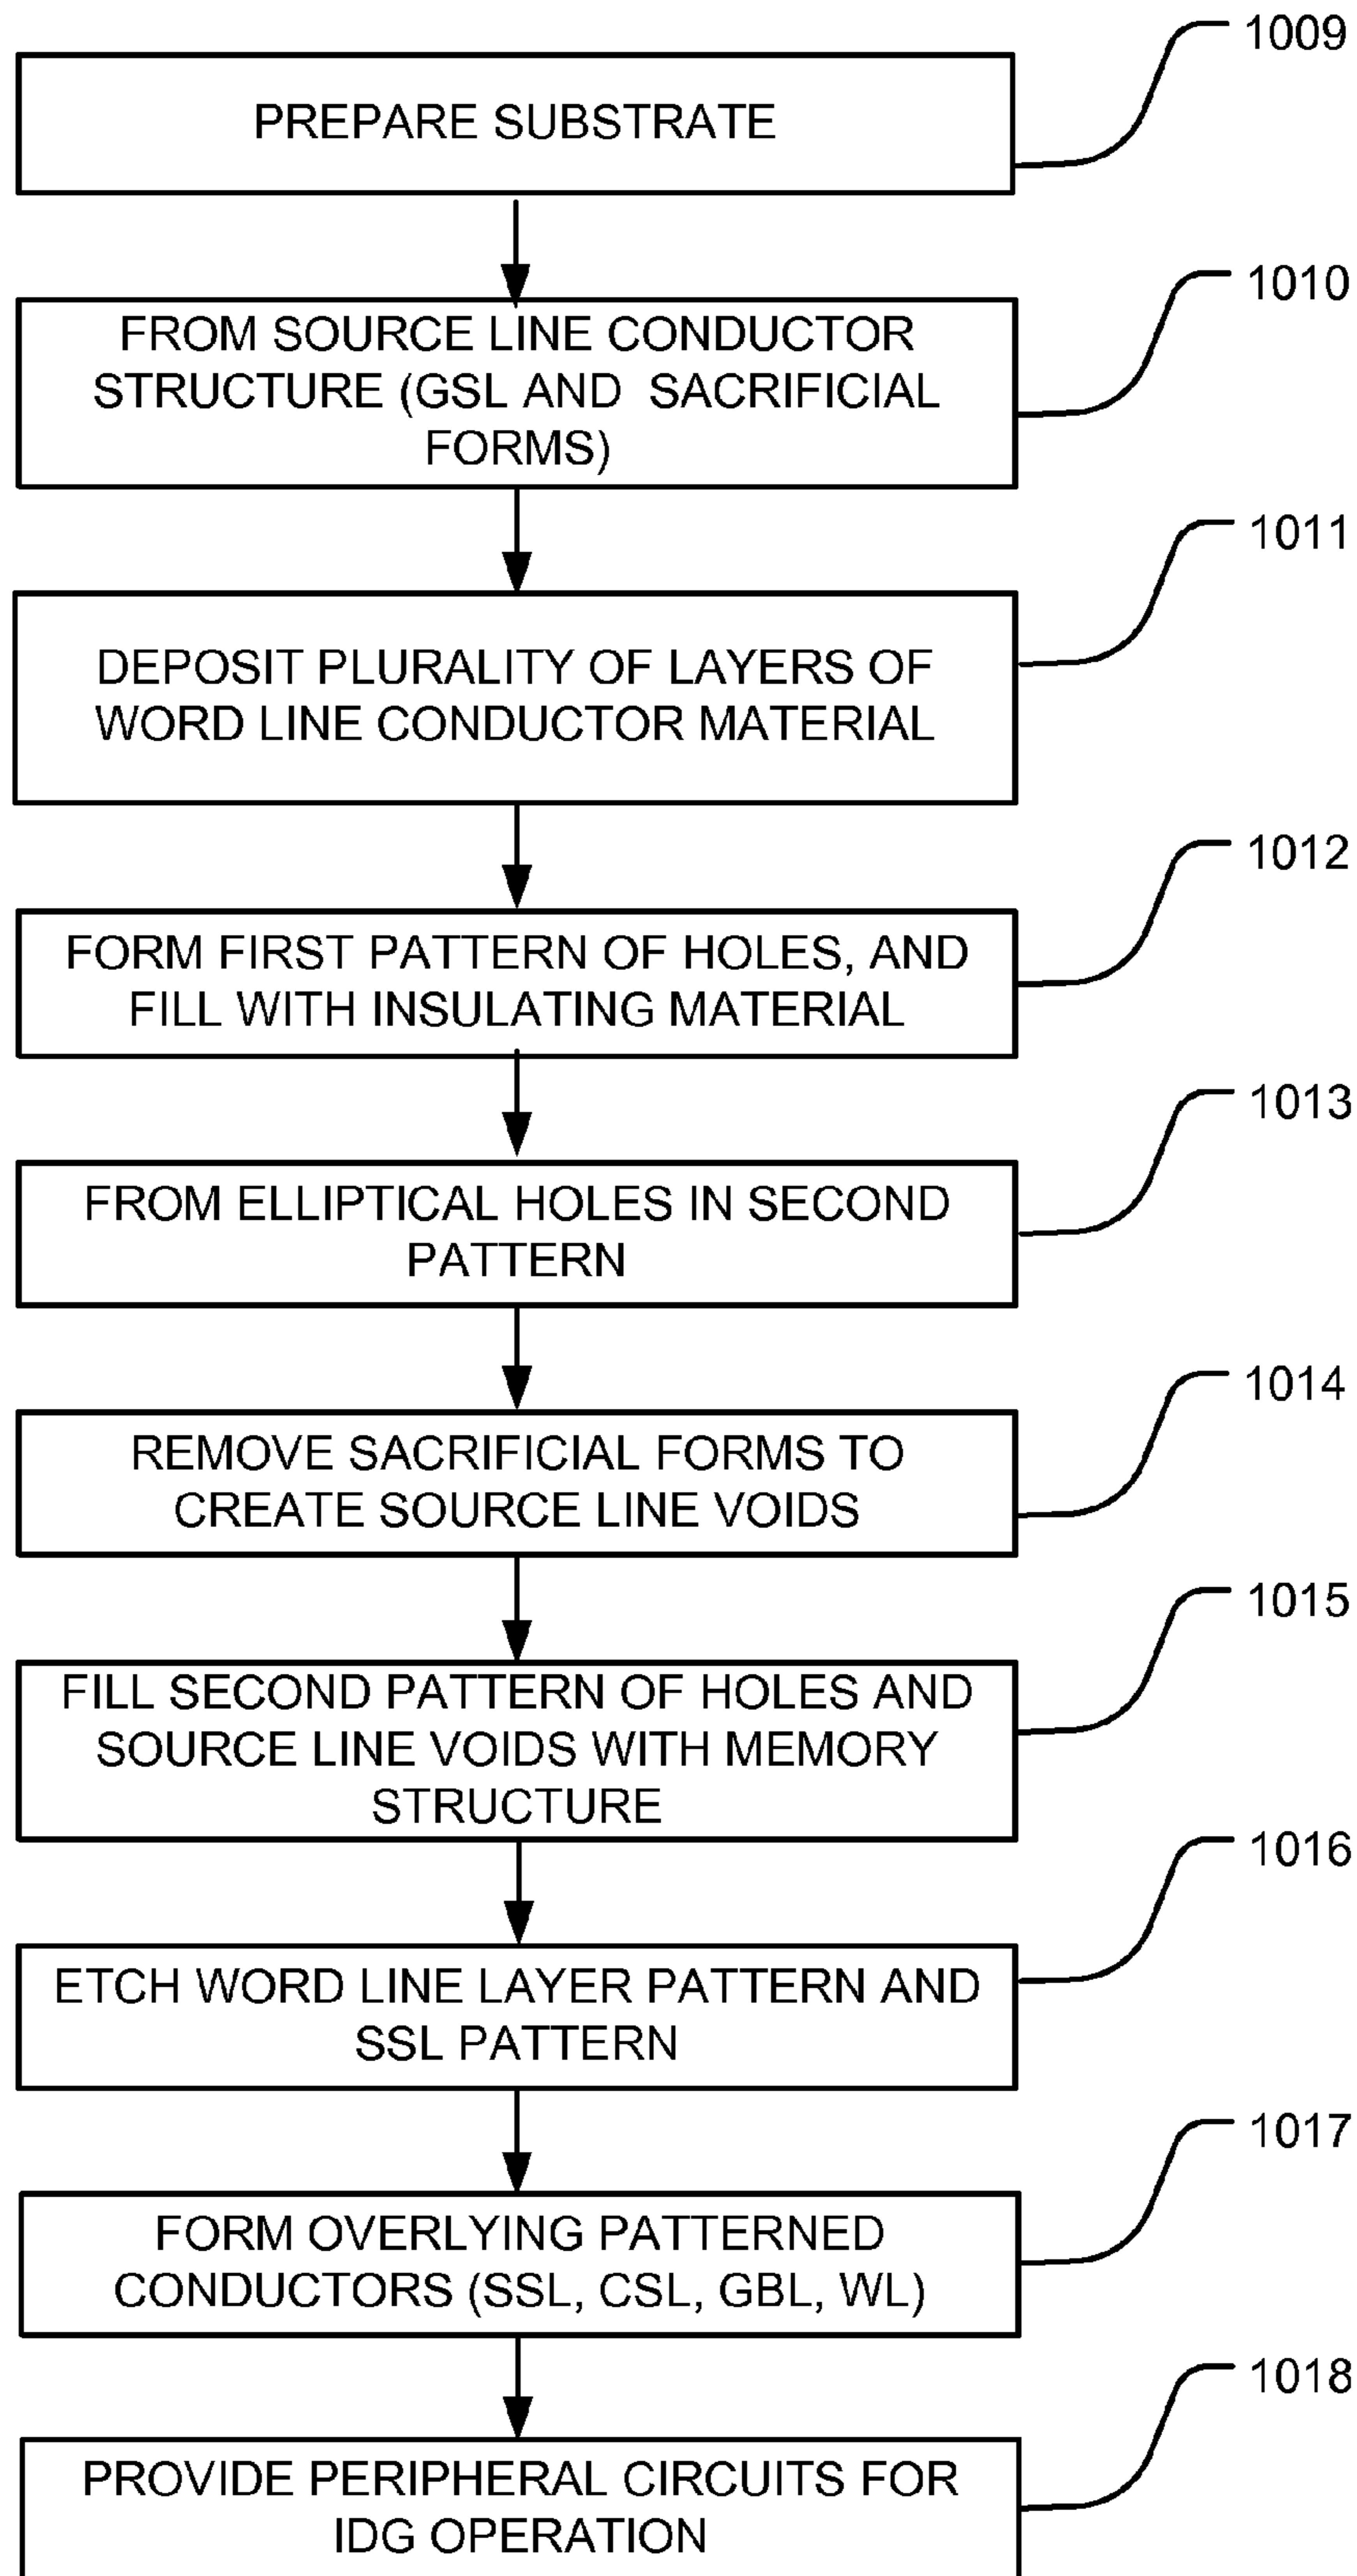 1009
PREPARE SUBSTRATE
1010
FROM SOURCE LINE CONDUCTOR
STRUCTURE (GSL AND SACRIFICIAL
FORMS)
1011
DEPOSIT PLURALITY OF LAYERS OF
WORD LINE CONDUCTOR MATERIAL
1012
FORM FIRST PATTERN OF HOLES, AND
FILL WITH INSULATING MATERIAL
1013
FROM ELLIPTICAL HOLES IN SECOND
PATTERN
1014
REMOVE SACRIFICIAL FORMS TO
CREATE SOURCE LINE VOIDS
1015
FILL SECOND PATTERN OF HOLES AND
SOURCE LINE VOIDS WITH MEMORY
STRUCTURE
1016
ETCH WORD LINE LAYER PATTERN AND
SSL PATTERN
1017
FORM OVERLYING PATTERNED
CONDUCTORS (SSL, CSL, GBL, WL)
1018
PROVIDE PERIPHERAL CIRCUITS FOR
IDG OPERATION